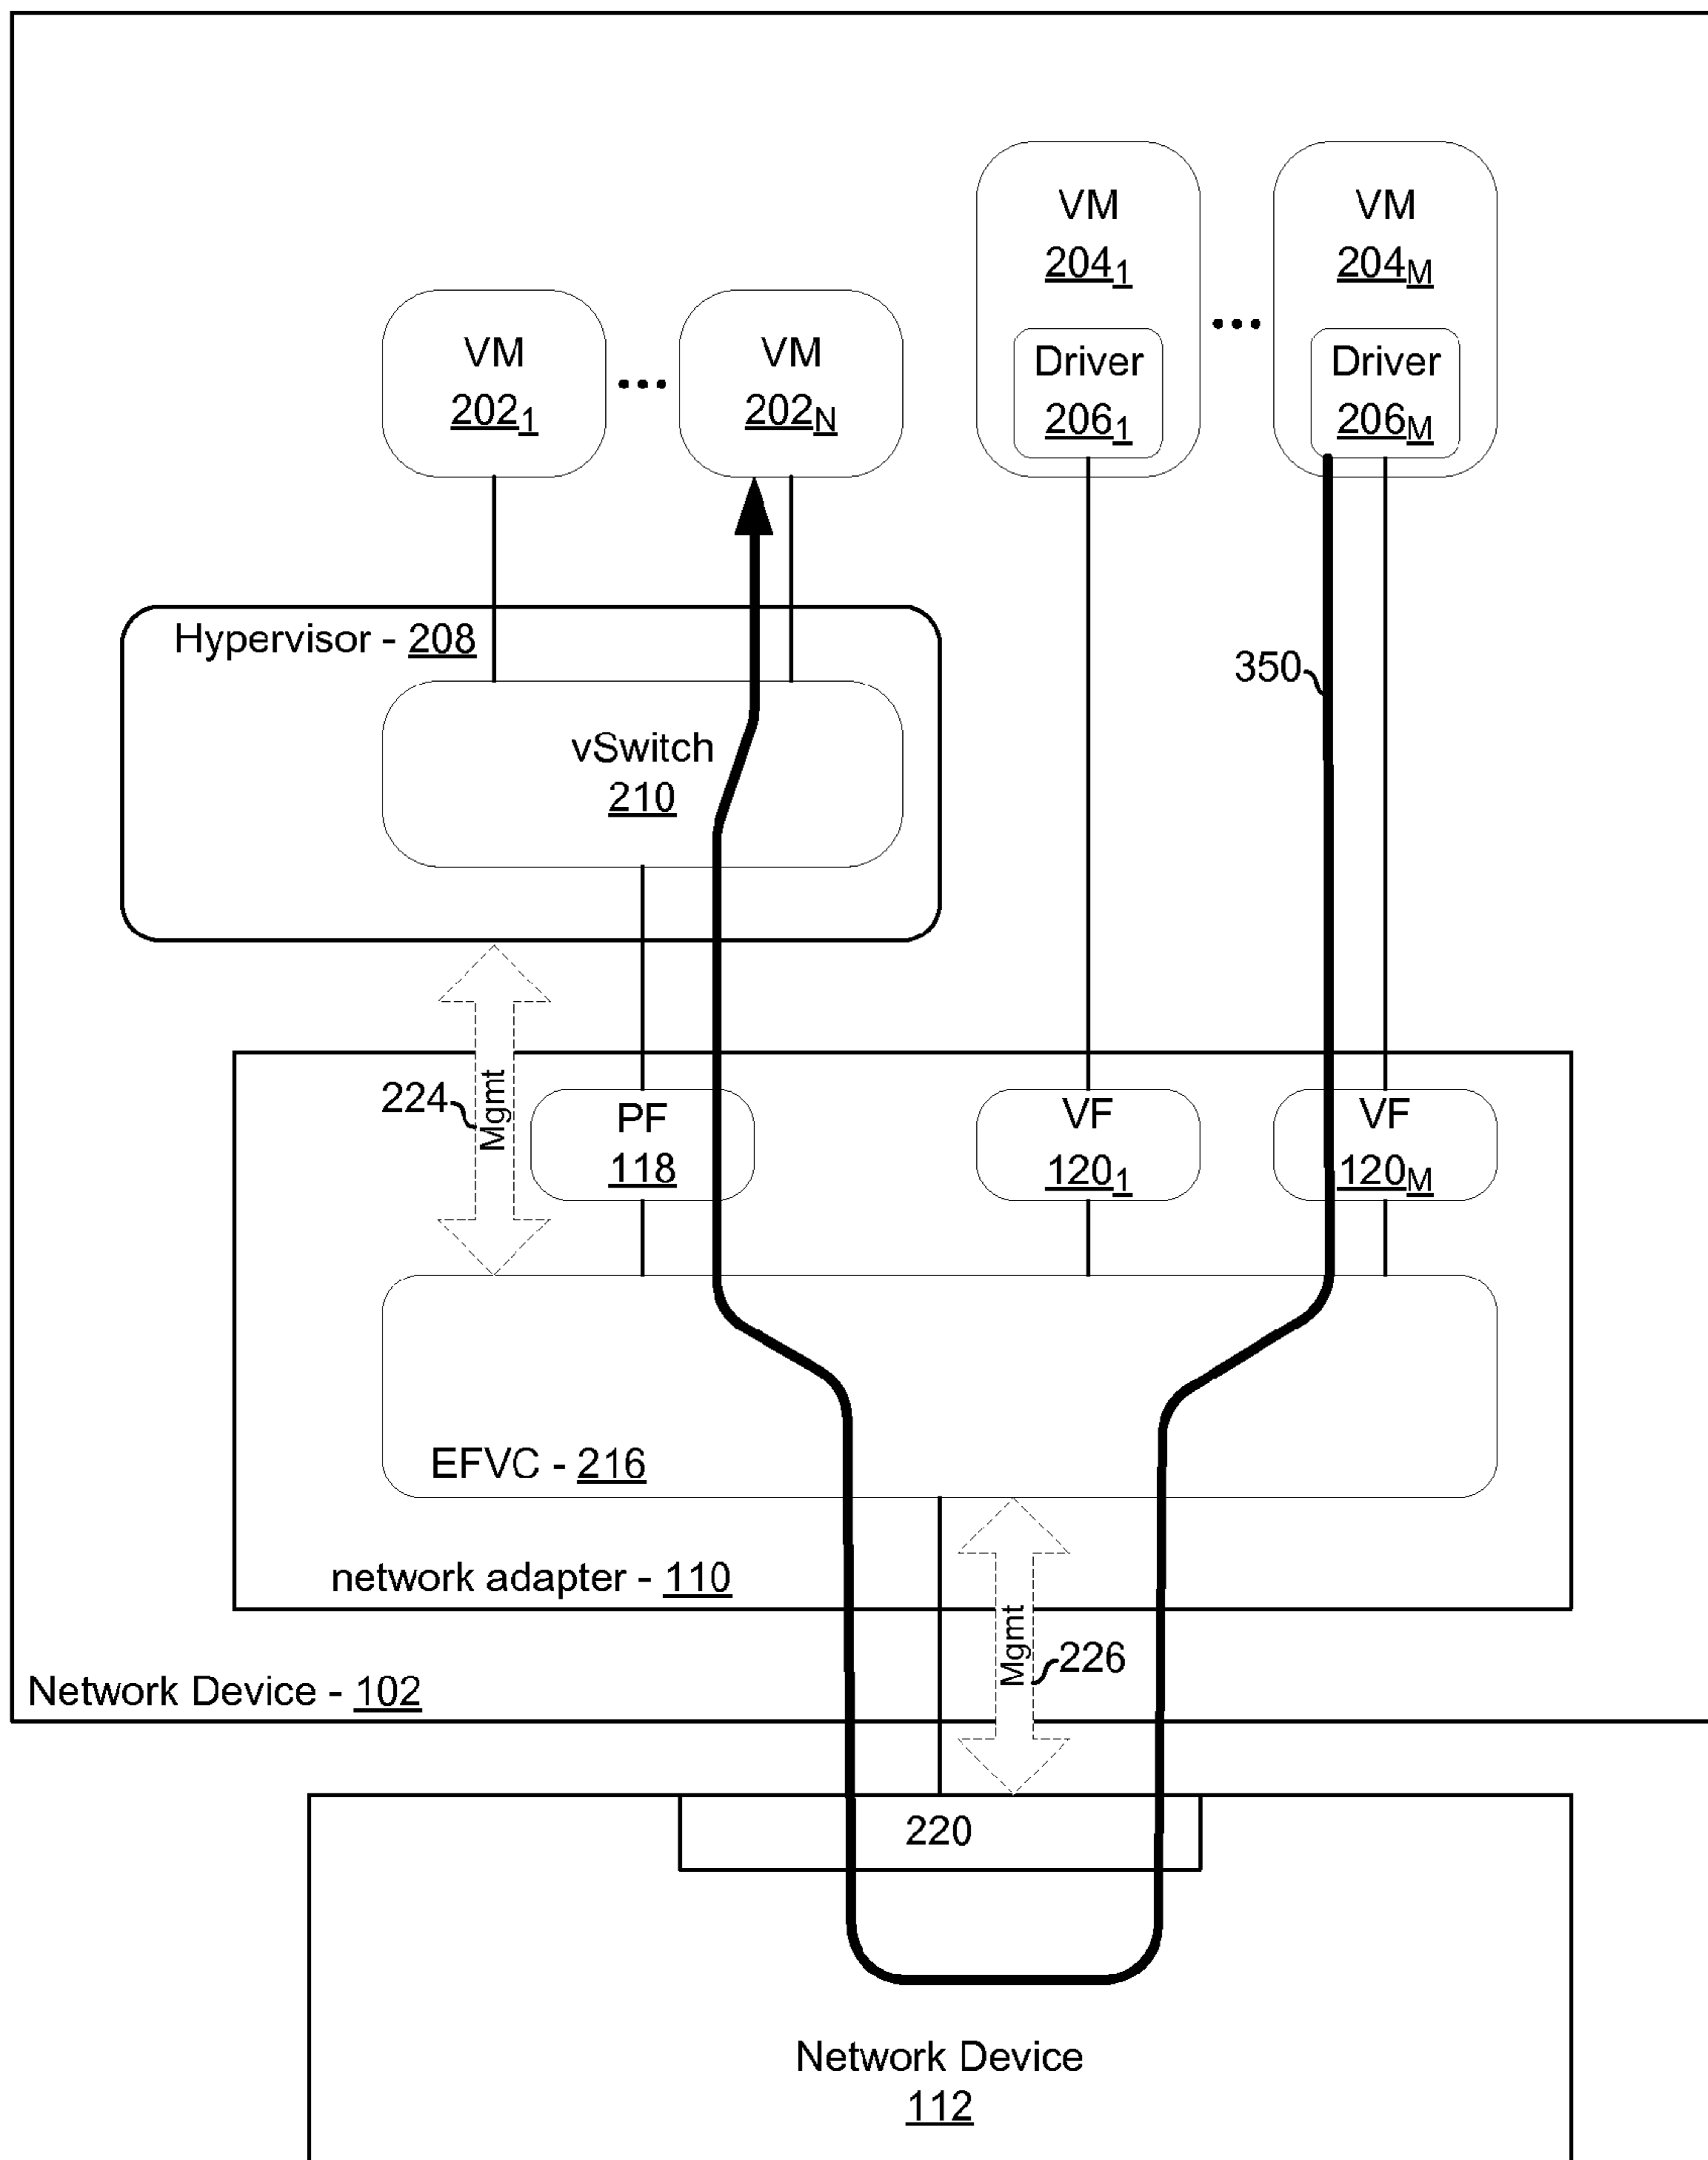 VM
204₁
VM
204M
Driver
206₁
Driver
206M
VM
202₁
VM
202N
...
...
Hypervisor - 208
350
vSwitch
210
224
Mgmt
PF
118
VF
120₁
VF
120M
EFVC - 216
network adapter - 110
Mgmt
226
Network Device - 102
220
Network Device
112